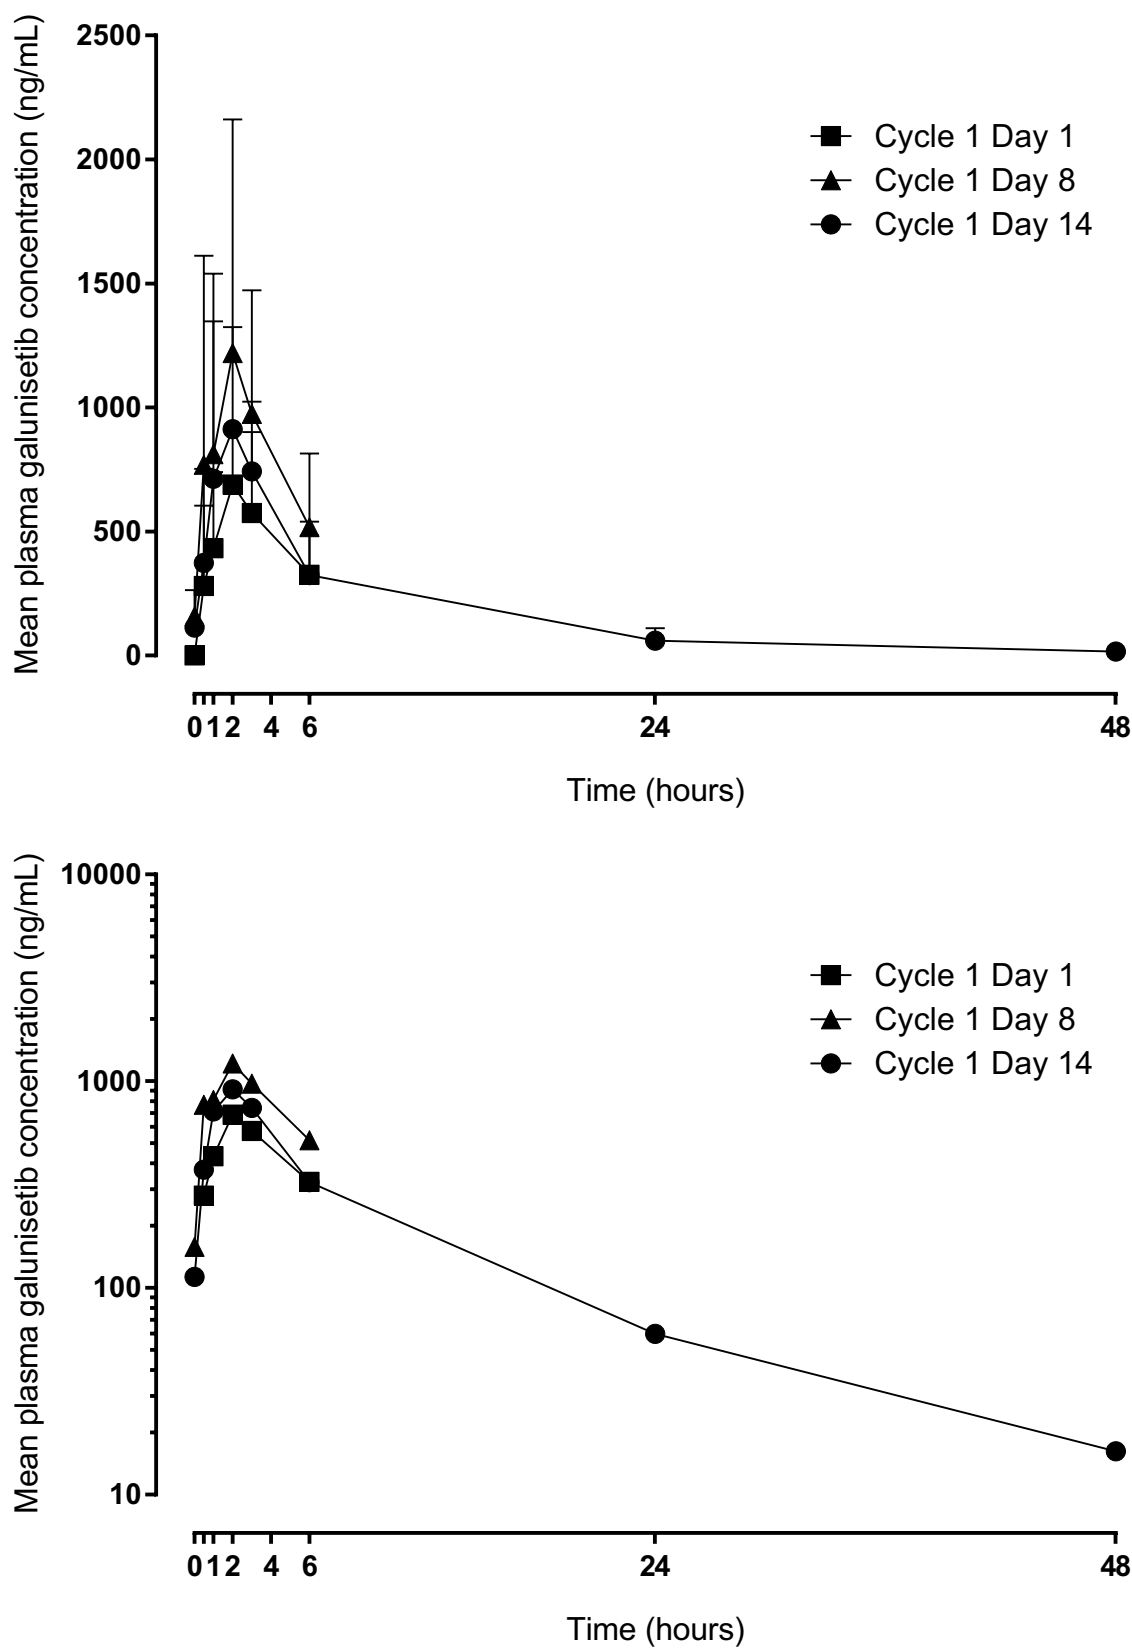 Mean plasma galunisetib concentration (ng/mL)
2500
2000
1500
1000
500
0
Cycle 1 Day 1
Cycle 1 Day 8
Cycle 1 Day 14
0 1 2 4 6 24 48
Time (hours)
Mean plasma galunisetib concentration (ng/mL)
10000
1000
100
10
Cycle 1 Day 1
Cycle 1 Day 8
Cycle 1 Day 14
0 1 2 4 6 24 48
Time (hours)